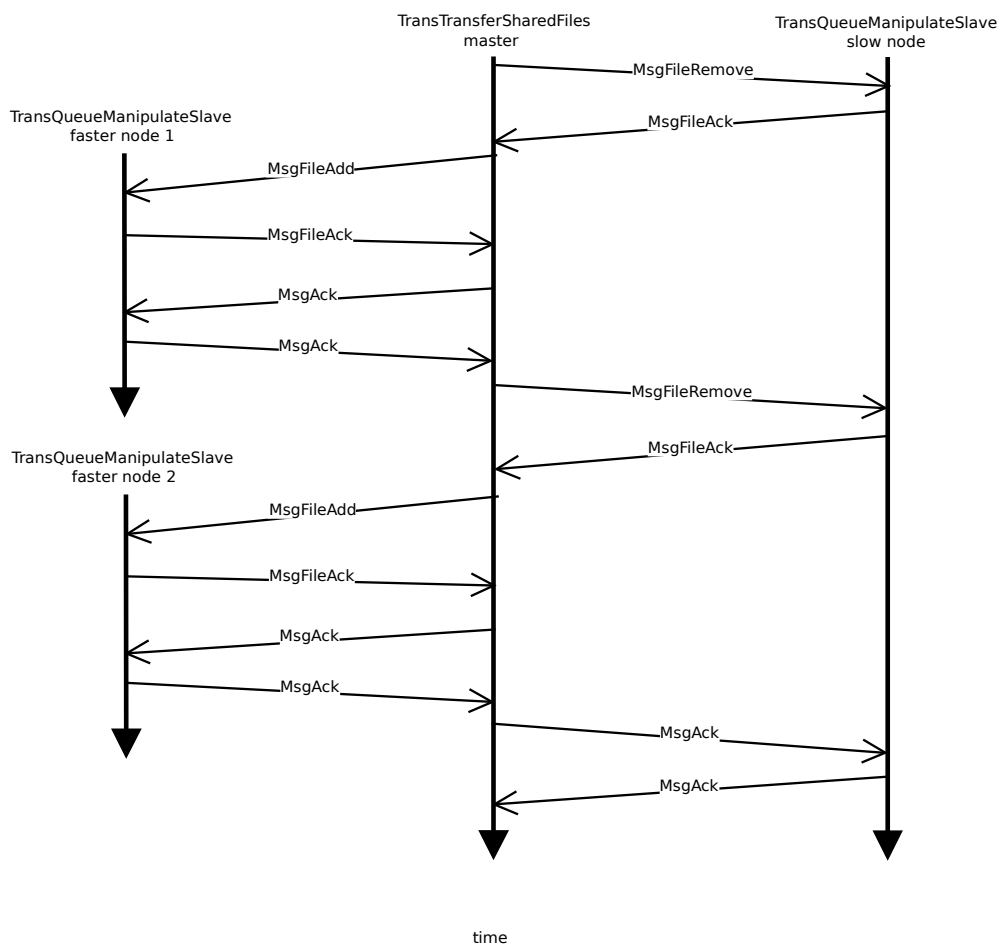 TransTransferSharedFiles
master
TransQueueManipulateSlave
slow node
MsgFileRemove
TransQueueManipulateSlave
faster node 1
MsgFileAck
MsgFileAdd
MsgFileAck
MsgAck
MsgAck
MsgFileRemove
MsgFileAck
TransQueueManipulateSlave
faster node 2
MsgFileAdd
MsgFileAck
MsgAck
MsgAck
MsgAck
MsgAck
time